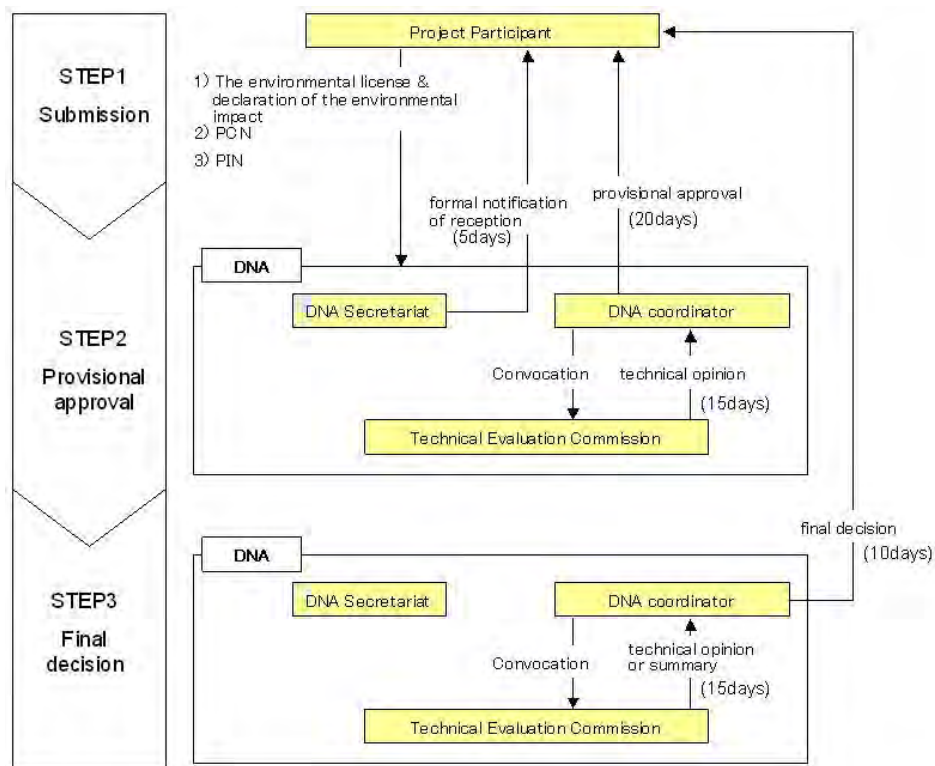 STEP1
Submission
Project Participant
1) The environmental license &
declaration of the environmental
impact
2) PCN
3) PIN
formal notification
of reception
(5days)
provisional approval
(20days)
STEP2
Provisional
approval
DNA
DNA Secretariat
DNA coordinator
Convocation
technical opinion
(15days)
Technical Evaluation Commission
final decision
(10days)
STEP3
Final
decision
DNA
DNA Secretariat
DNA coordinator
Convocation
technical opinion
or summary
(15days)
Technical Evaluation Commission